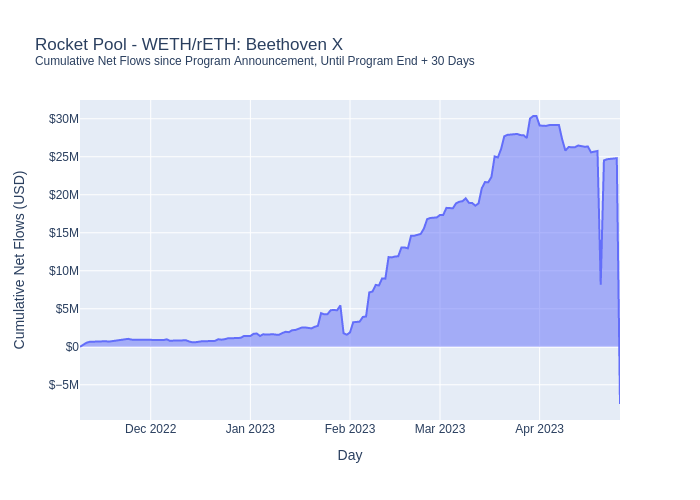 Rocket Pool - WETH/rETH: Beethoven X
Cumulative Net Flows since Program Announcement, Until Program End + 30 Days
$30M
$25M
$20M
$15M
$10M
$5M
$0
$−5M
Cumulative Net Flows (USD)
Dec 2022
Jan 2023
Feb 2023
Mar 2023
Apr 2023
Day